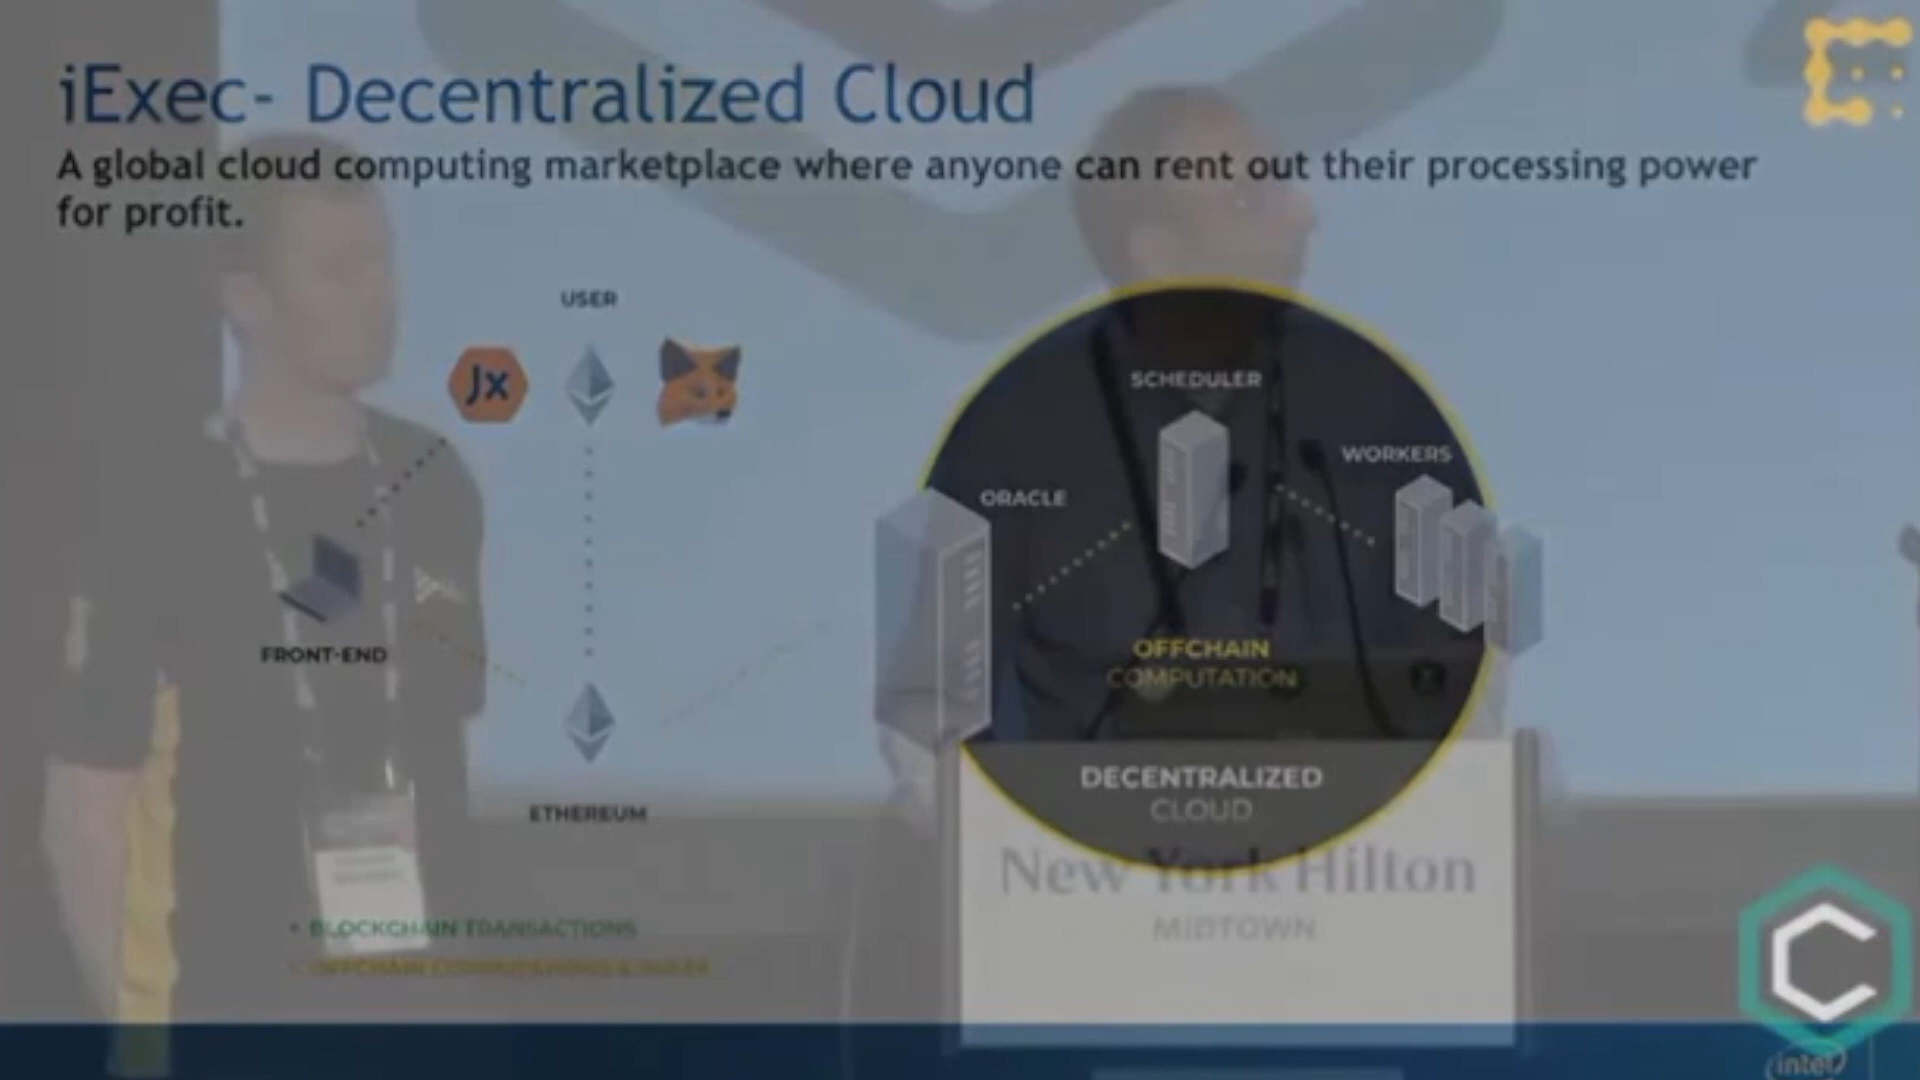 iExec- Decentralized Cloud
A global cloud computing marketplace where anyone can rent out their processing power
for profit.
USER
Jx
SCHEDULER
WORKERS
ORACLE
FRONT-END
OFFCHAIN
COMPUTATION
ETHEREUM
DECENTRALIZED
CLOUD
New York Hilton
MIDTOWN
BLOCKCHAIN TRANSACTIONS
OFFCHAIN
intel